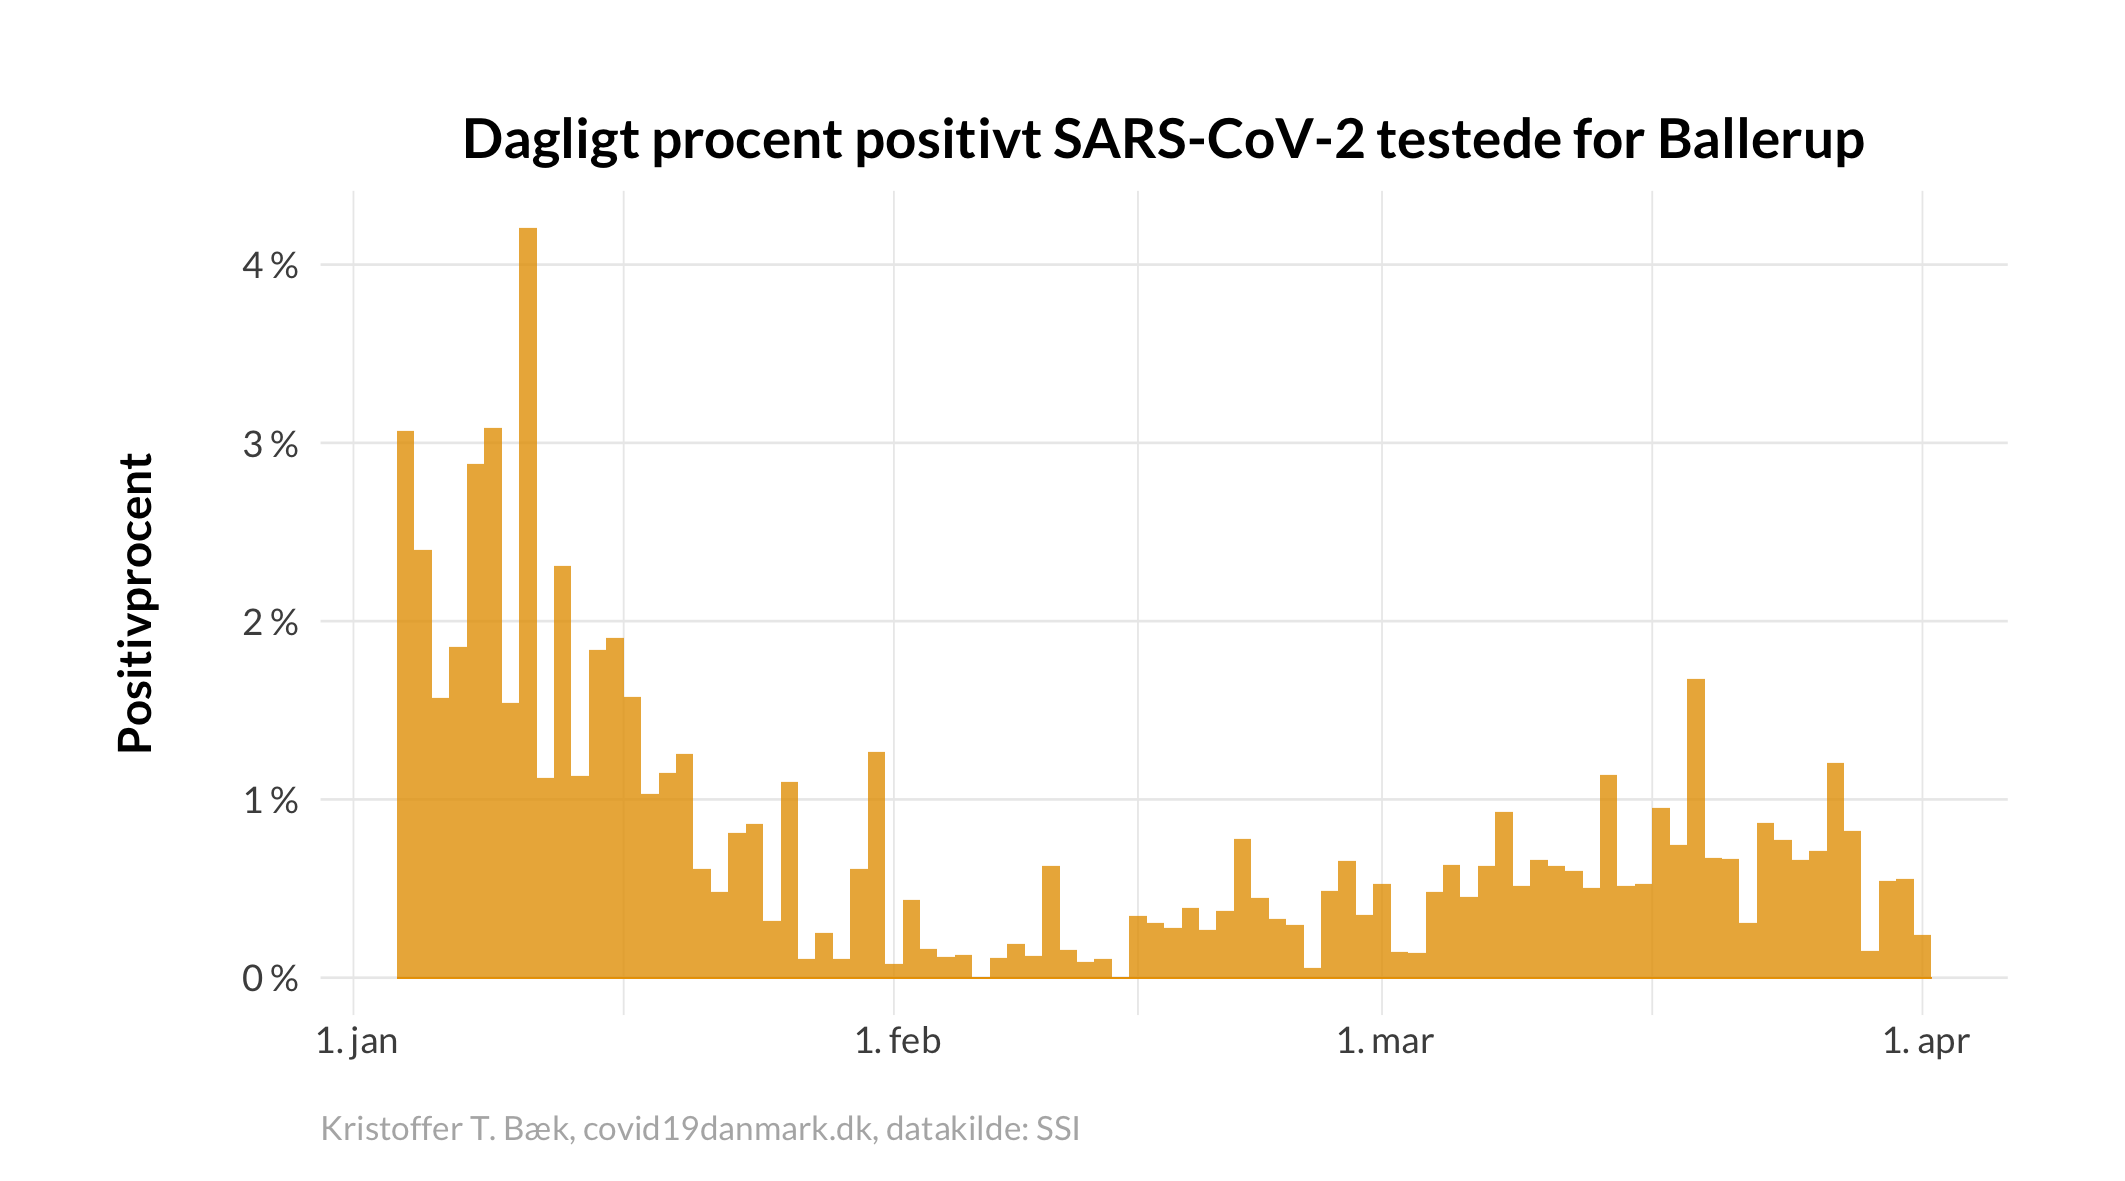 Dagligt procent positivt SARS-CoV-2 testede for Ballerup
Positivprocent
4 %
3 %
2 %
1 %
0 %
1. jan
1. feb
1. mar
1. apr
Kristoffer T. Bæk, covid19danmark.dk, datakilde: SSI